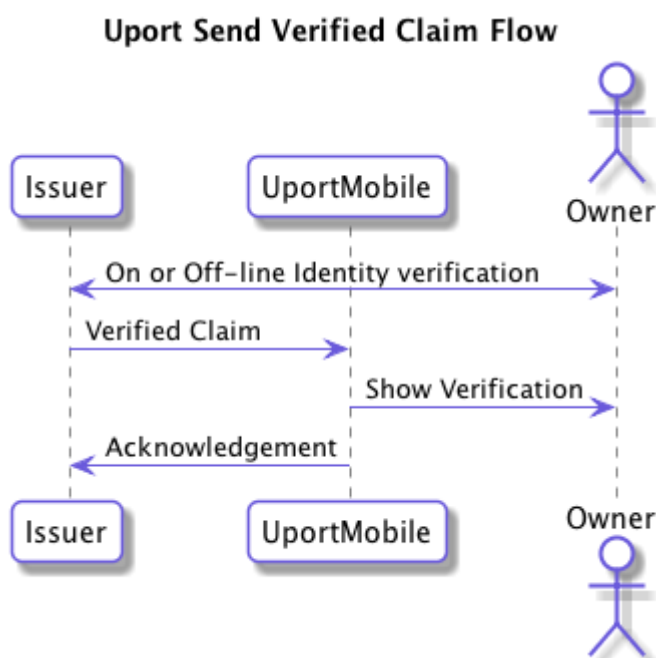 Uport Send Verified Claim Flow
Issuer
UportMobile
Owner
On or Off-line Identity verification
Verified Claim
Show Verification
Acknowledgement
Issuer
UportMobile
Owner